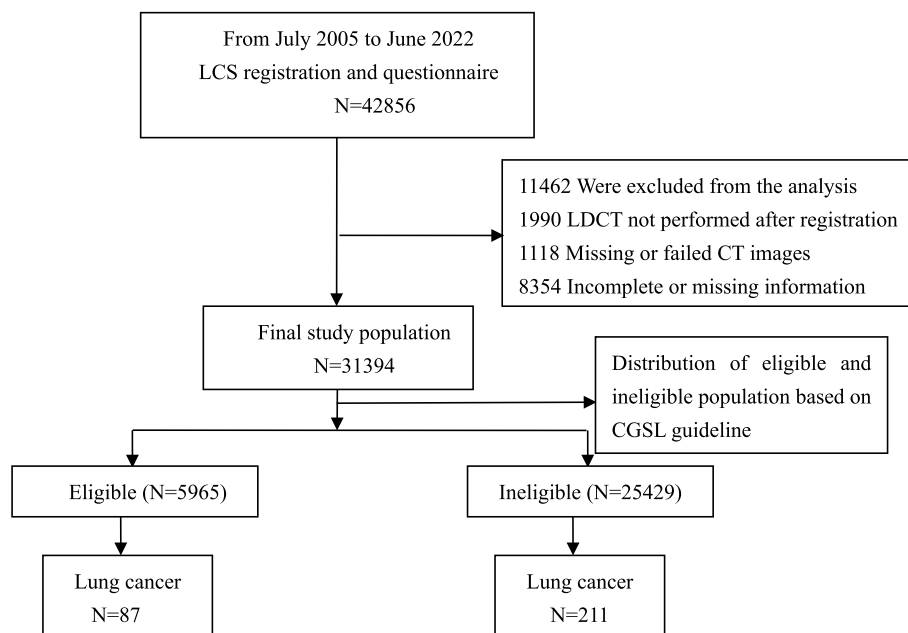 From July 2005 to June 2022
LCS registration and questionnaire
N=42856
11462 Were excluded from the analysis
1990 LDCT not performed after registration
1118 Missing or failed CT images
8354 Incomplete or missing information
Final study population
N=31394
Distribution of eligible and
ineligible population based on
CGSL guideline
Eligible (N=5965)
Ineligible (N=25429)
Lung cancer
N=87
Lung cancer
N=211